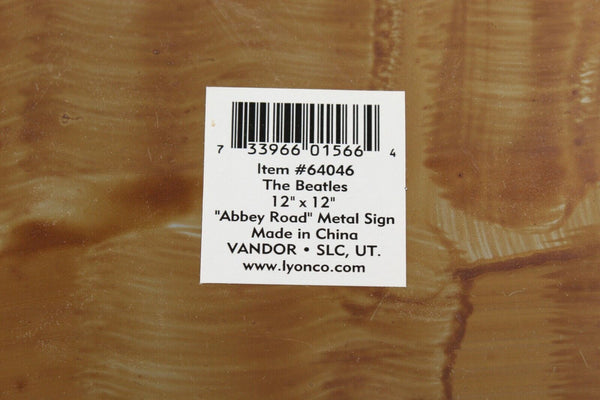 7 33966 01566 4
Item #64046
The Beatles
12" x 12"
"Abbey Road" Metal Sign
Made in China
VANDOR • SLC, UT.
www.lyonco.com